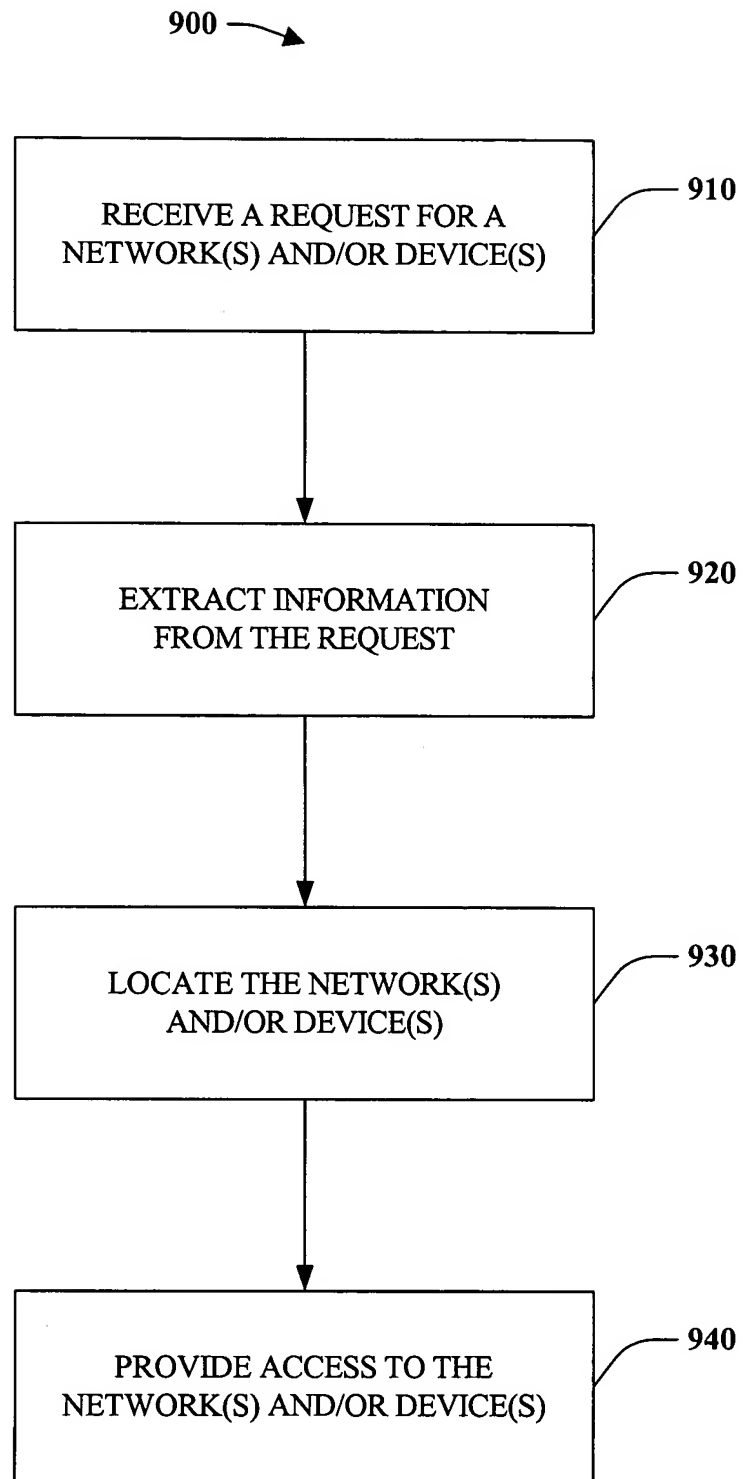 900
RECEIVE A REQUEST FOR A
NETWORK(S) AND/OR DEVICE(S)
910
EXTRACT INFORMATION
FROM THE REQUEST
920
LOCATE THE NETWORK(S)
AND/OR DEVICE(S)
930
PROVIDE ACCESS TO THE
NETWORK(S) AND/OR DEVICE(S)
940